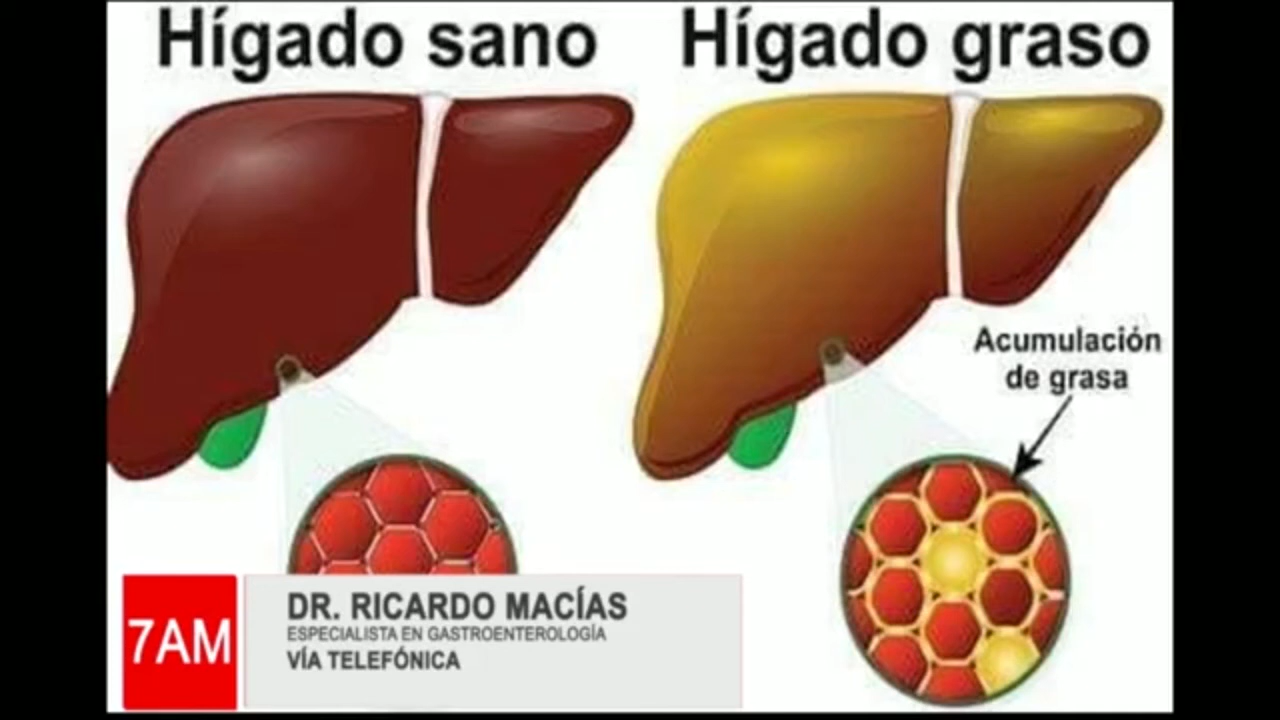 Hígado sano
Hígado graso
Acumulación
de grasa
7AM
DR. RICARDO MACÍAS
ESPECIALISTA EN GASTROENTEROLOGÍA
VÍA TELEFÓNICA